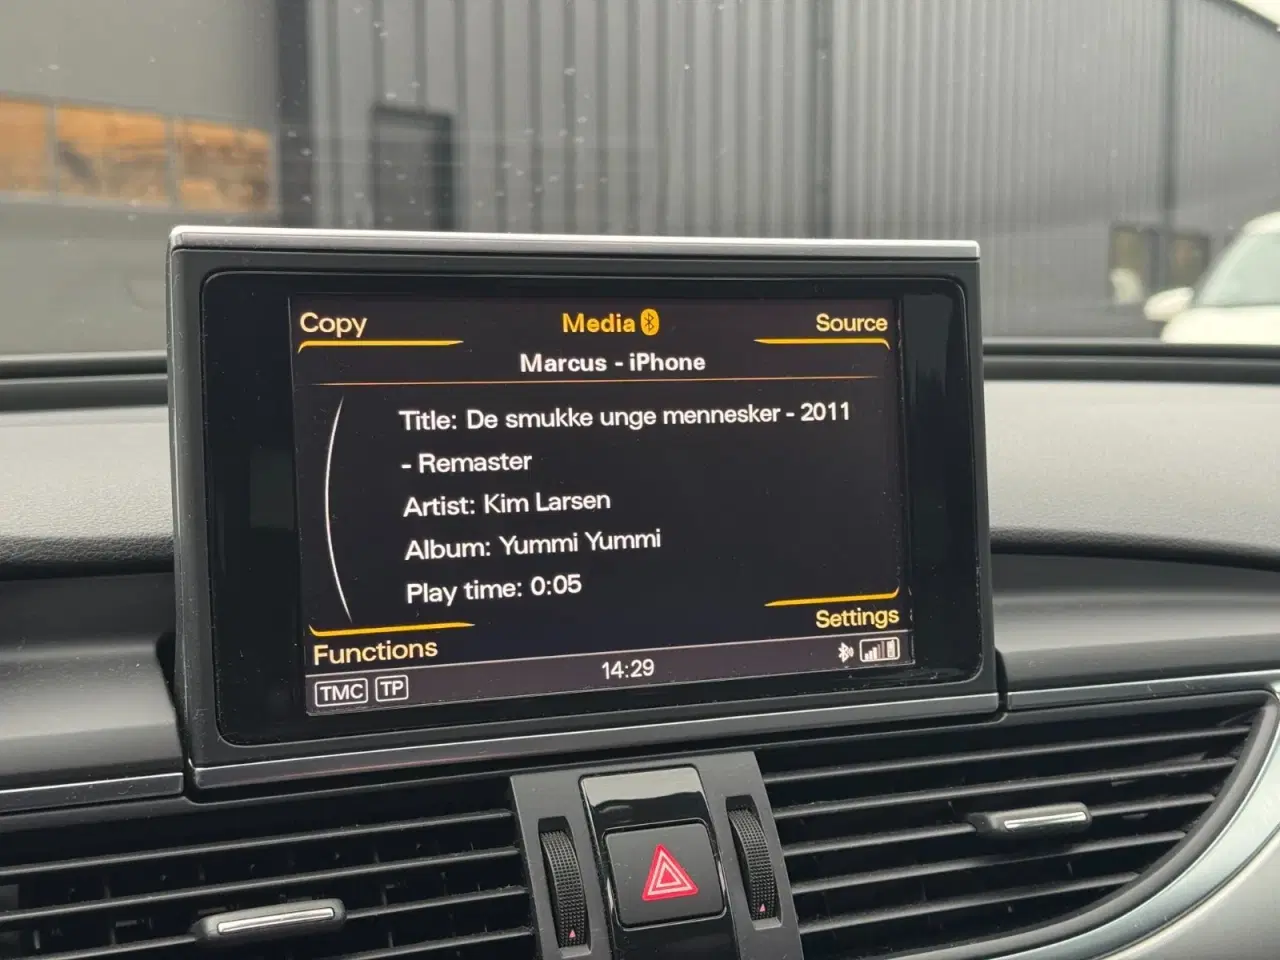 Copy Media Source
Marcus - iPhone
Title: De smukke unge mennesker - 2011
- Remaster
Artist: Kim Larsen
Album: Yummi Yummi
Play time: 0:05
Settings
Functions
14:29
TMC TP